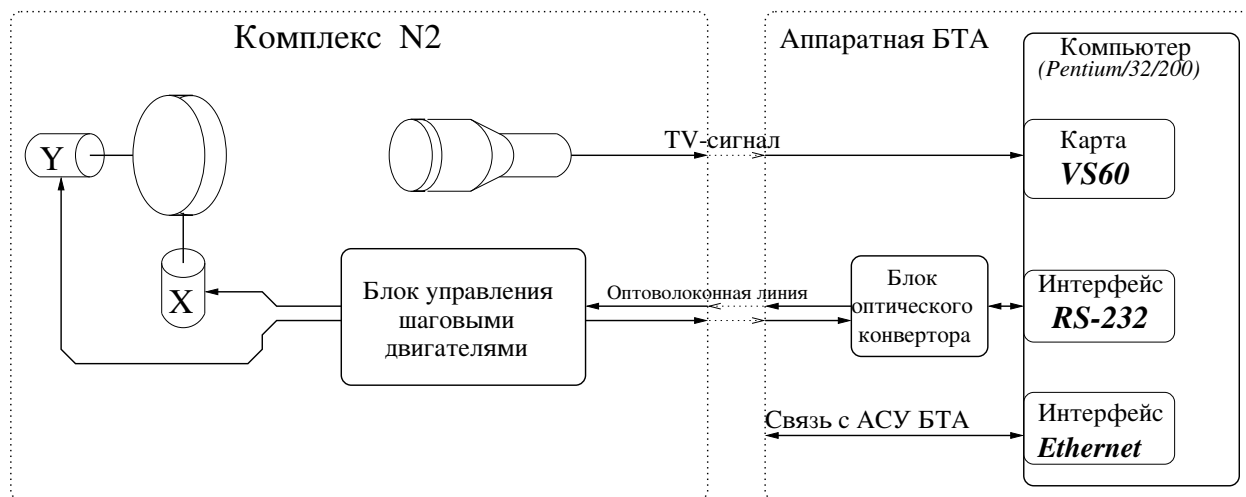 Комплекс N2
Y
X
Блок управления
шаговыми
двигателями
TV-сигнал
Оптоволоконная линия
Аппаратная БТА
Блок
оптического
конвертора
Связь с АСУ БТА
Компьютер
(Pentium/32/200)
Карта
VS60
Интерфейс
RS-232
Интерфейс
Ethernet